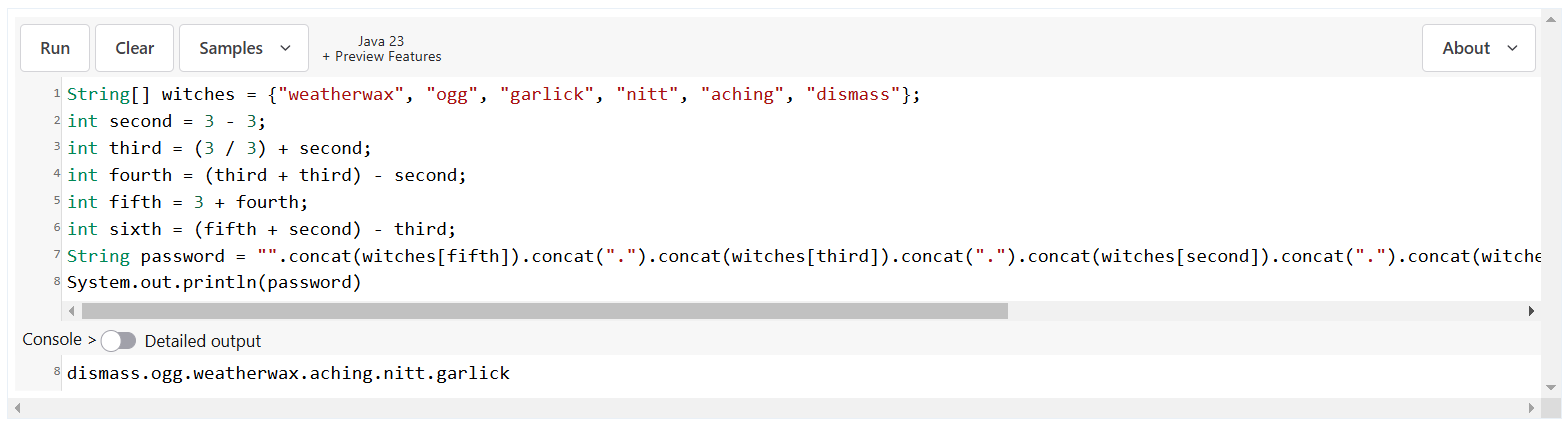 Run Clear Samples Java 23 About
+ Preview Features
1 String[] witches = {"weatherwax", "ogg", "garlick", "nitt", "aching", "dismass"};
2 int second = 3 - 3;
3 int third = (3 / 3) + second;
4 int fourth = (third + third) - second;
5 int fifth = 3 + fourth;
6 int sixth = (fifth + second) - third;
7 String password = "".concat(witches[fifth]).concat(".").concat(witches[third]).concat(".").concat(witches[second]).concat(".").concat(witche
8 System.out.println(password)
Console > Detailed output
8 dismass.ogg.weatherwax.aching.nitt.garlick